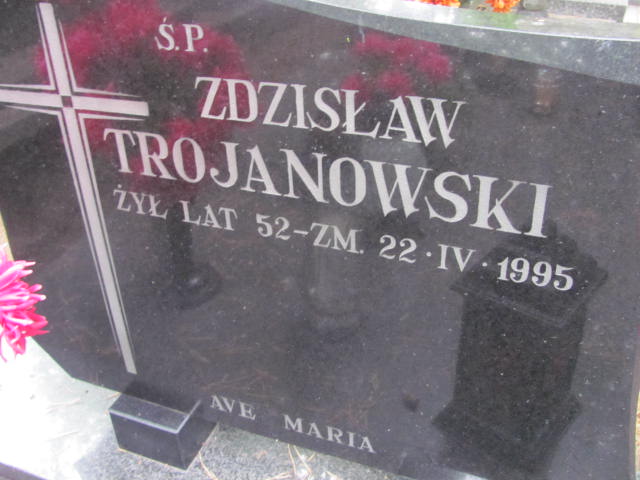 Ś.P.
ZDZISŁAW
TROJANOWSKI
ŻYŁ LAT 52-ZM. 22·IV·1995
AVE MARIA